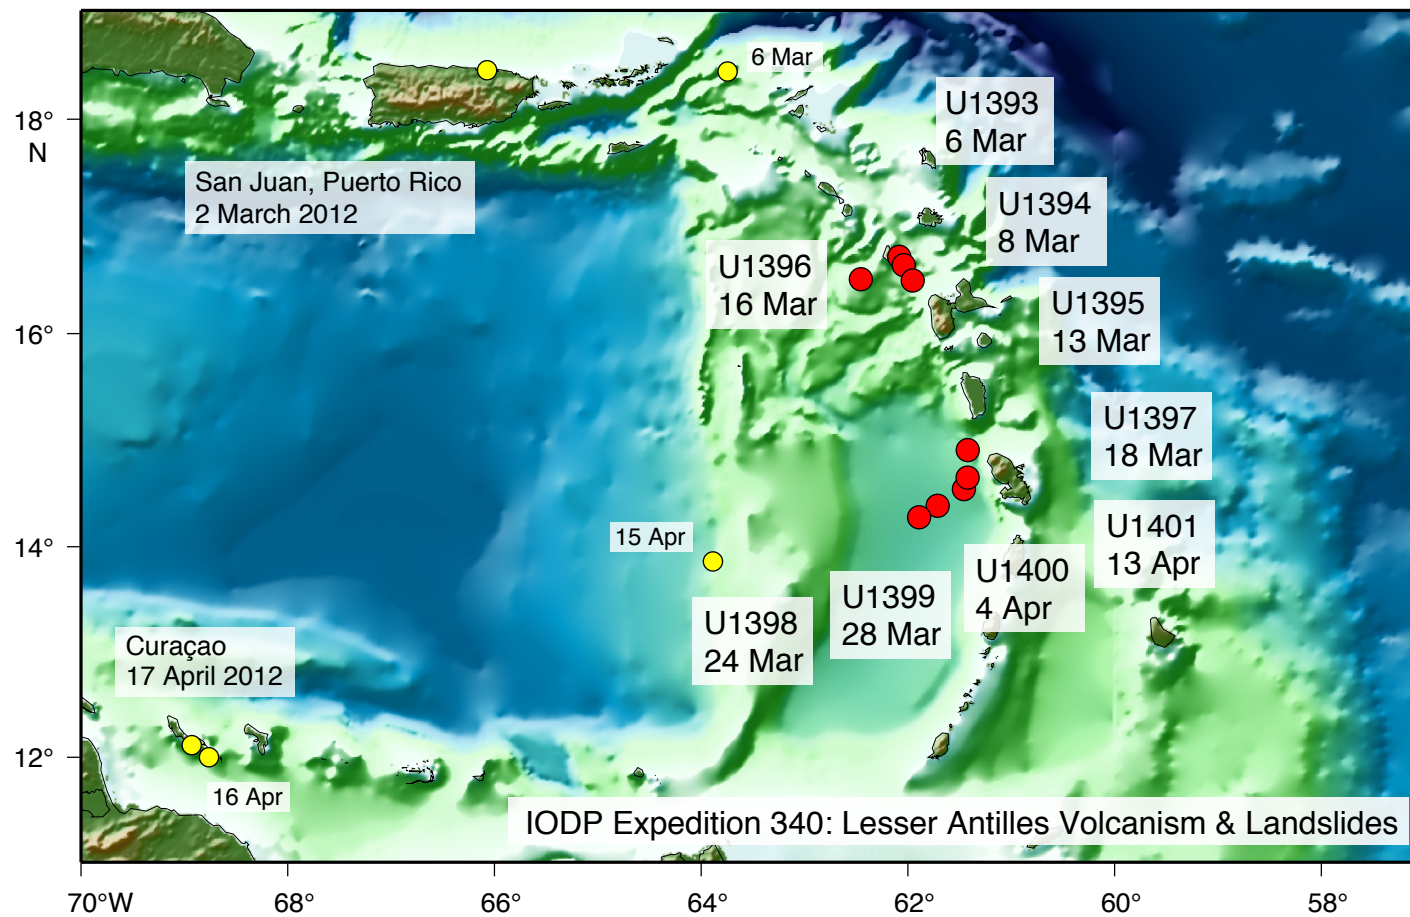 6 Mar
U1393
6 Mar
18°
N
San Juan, Puerto Rico
2 March 2012
U1394
8 Mar
U1396
16 Mar
U1395
13 Mar
16°
U1397
18 Mar
15 Apr
U1401
13 Apr
14°
U1400
4 Apr
U1399
28 Mar
U1398
24 Mar
Curaçao
17 April 2012
12°
16 Apr
IODP Expedition 340: Lesser Antilles Volcanism & Landslides
70°W
68°
66°
64°
62°
60°
58°